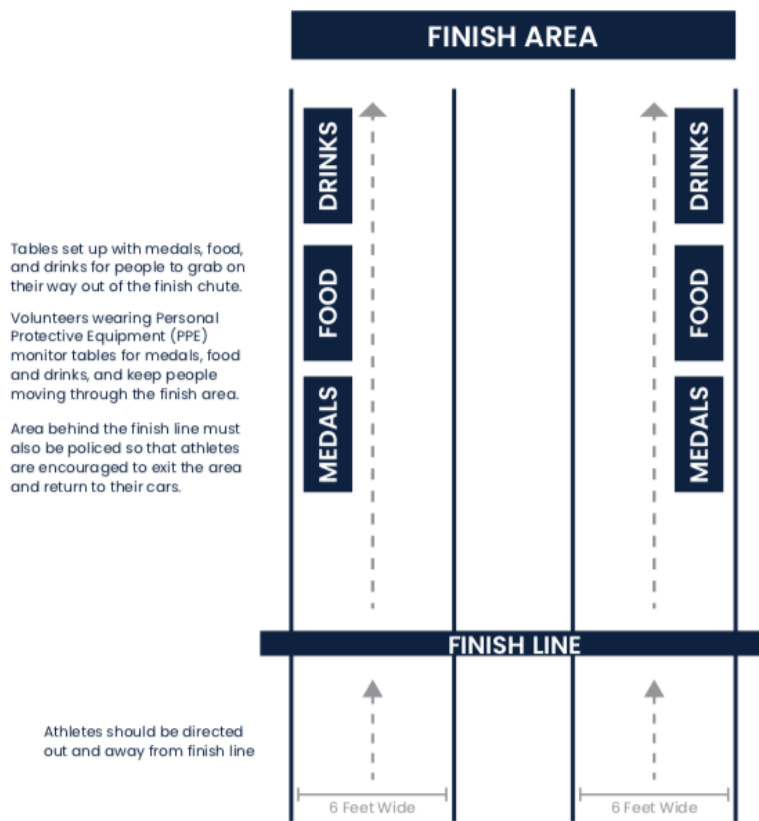 FINISH AREA
DRINKS
DRINKS
Tables set up with medals, food,
and drinks for people to grab on
their way out of the finish chute.
FOOD
FOOD
Volunteers wearing Personal
Protective Equipment (PPE)
monitor tables for medals, food
and drinks, and keep people
moving through the finish area.
MEDALS
MEDALS
Area behind the finish line must
also be policed so that athletes
are encouraged to exit the area
and return to their cars.
FINISH LINE
Athletes should be directed
out and away from finish line
6 Feet Wide
6 Feet Wide